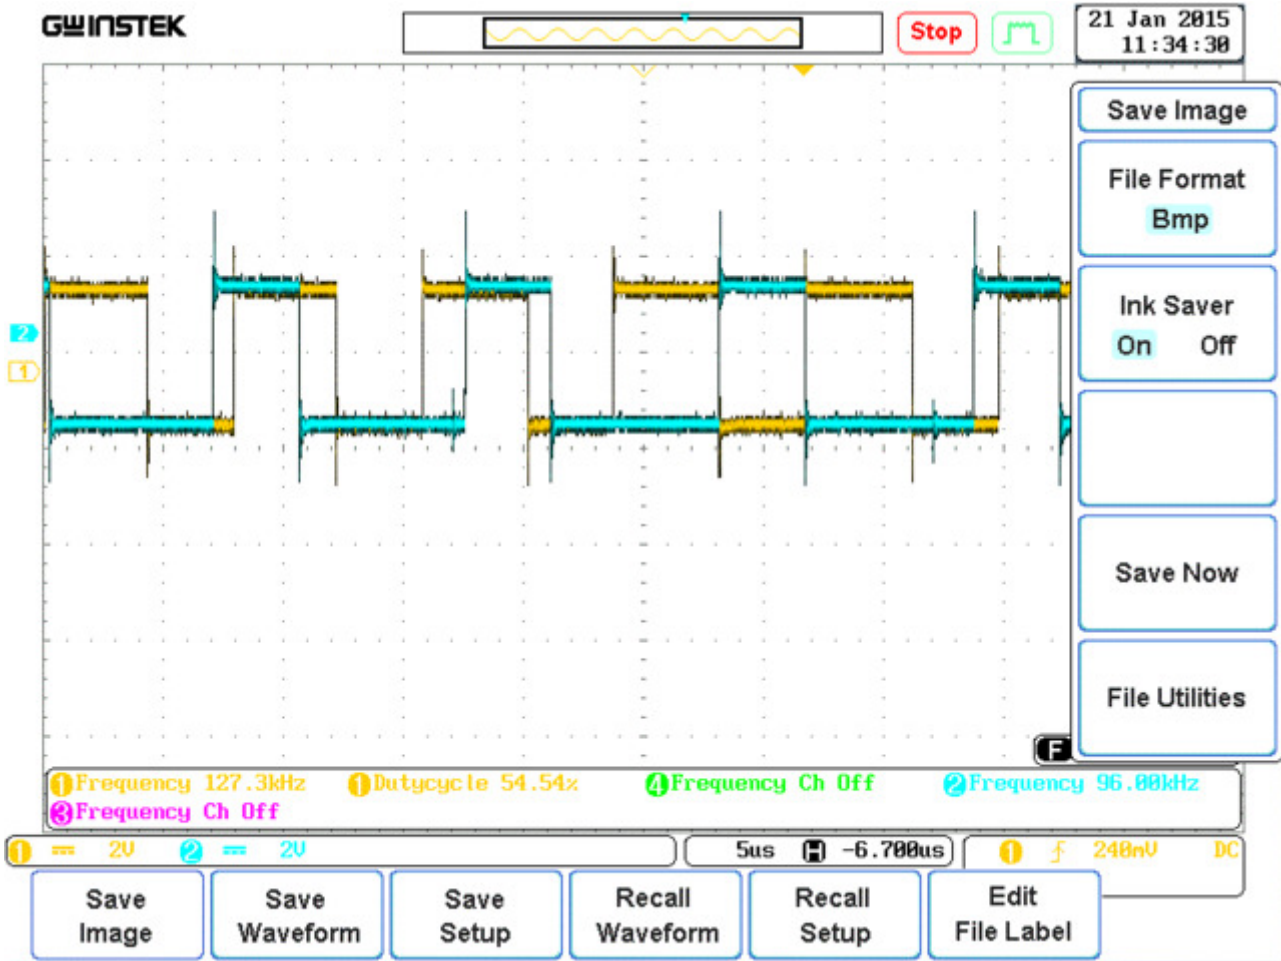 GWINSTEK
Stop
21 Jan 2015
11:34:30
Save Image
File Format
Bmp
Ink Saver
On Off
Save Now
File Utilities
2
1
F
1 Frequency 127.3kHz 1 Dutycycle 54.54% 4 Frequency Ch Off 2 Frequency 96.00kHz
3 Frequency Ch Off
1 2V 2 2V 5us H -6.700us 1 240mV DC
Save Image
Save Waveform
Save Setup
Recall Waveform
Recall Setup
Edit File Label